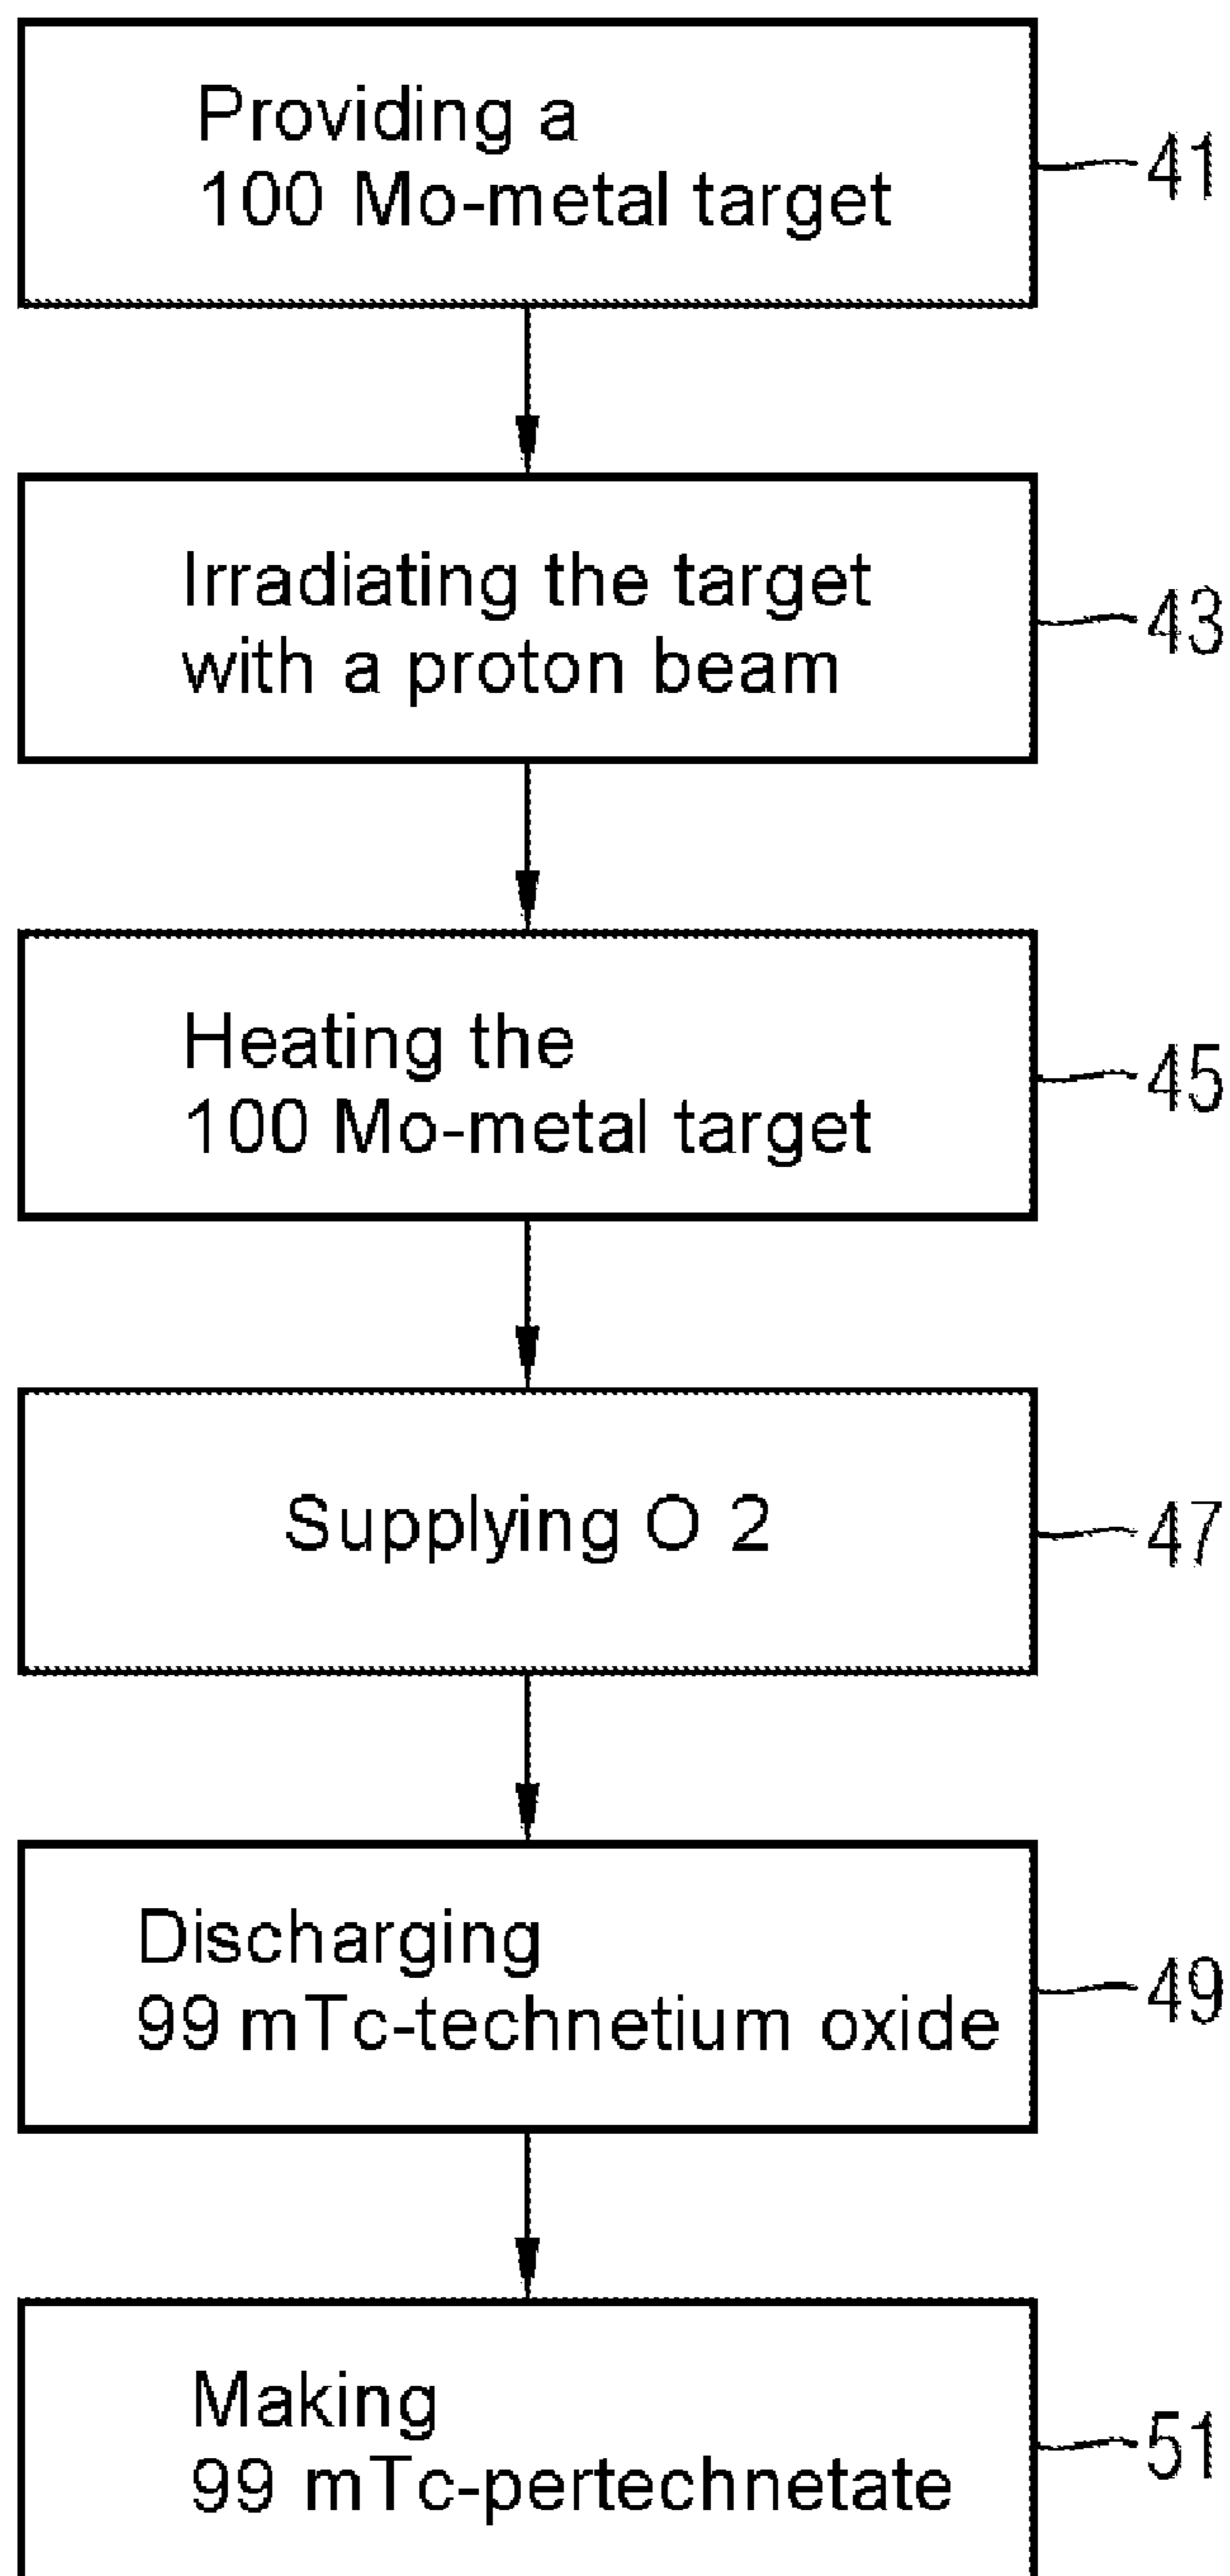 Providing a
100 Mo-metal target
41
Irradiating the target
with a proton beam
43
Heating the
100 Mo-metal target
45
Supplying O 2
47
Discharging
99 mTc-technetium oxide
49
Making
99 mTc-pertechnetate
51